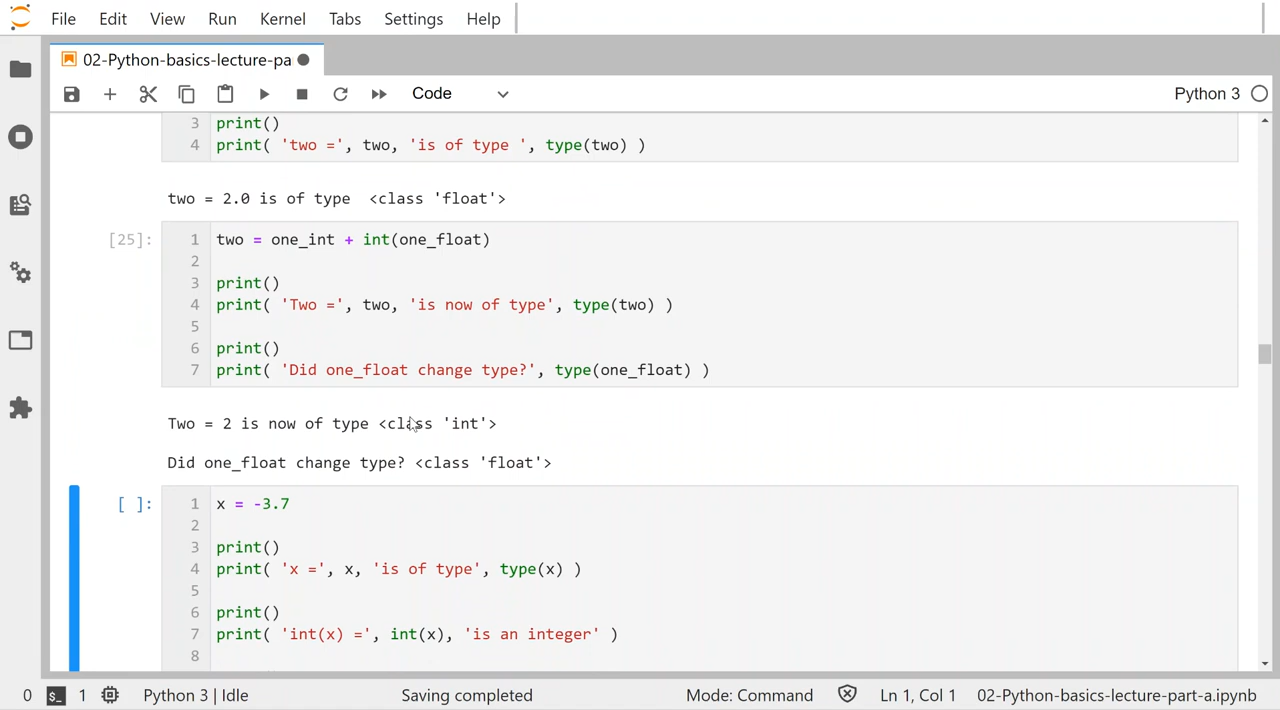 File Edit View Run Kernel Tabs Settings Help
02-Python-basics-lecture-pa
Code Python 3
3 print()
4 print( 'two =', two, 'is of type ', type(two) )
two = 2.0 is of type  <class 'float'>
[25]: 1 two = one_int + int(one_float)
2
3 print()
4 print( 'Two =', two, 'is now of type', type(two) )
5
6 print()
7 print( 'Did one_float change type?', type(one_float) )
Two = 2 is now of type <class 'int'>
Did one_float change type? <class 'float'>
[ ]: 1 x = -3.7
2
3 print()
4 print( 'x =', x, 'is of type', type(x) )
5
6 print()
7 print( 'int(x) =', int(x), 'is an integer' )
8
0 $_ 1 Python 3 | Idle Saving completed Mode: Command Ln 1, Col 1 02-Python-basics-lecture-part-a.ipynb